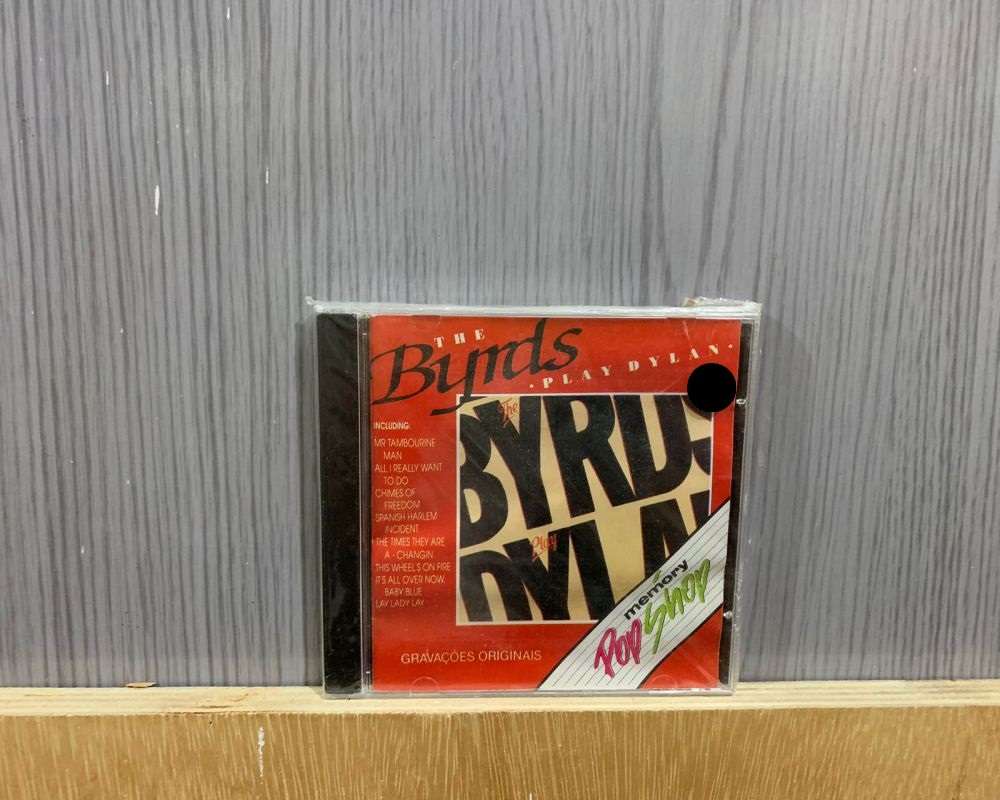 THE
Byrds
·PLAY DYLAN·
INCLUDING:
MR TAMBOURINE
MAN
ALL I REALLY WANT
TO DO
CHIMES OF
FREEDOM
SPANISH HARLEM
INCIDENT
THE TIMES THEY ARE
A - CHANGIN
THIS WHEEL'S ON FIRE
IT'S ALL OVER NOW,
BABY BLUE
LAY LADY LAY
The
BYRDS
Play
DYLAN
memory
Pop Shop
GRAVAÇÕES ORIGINAIS